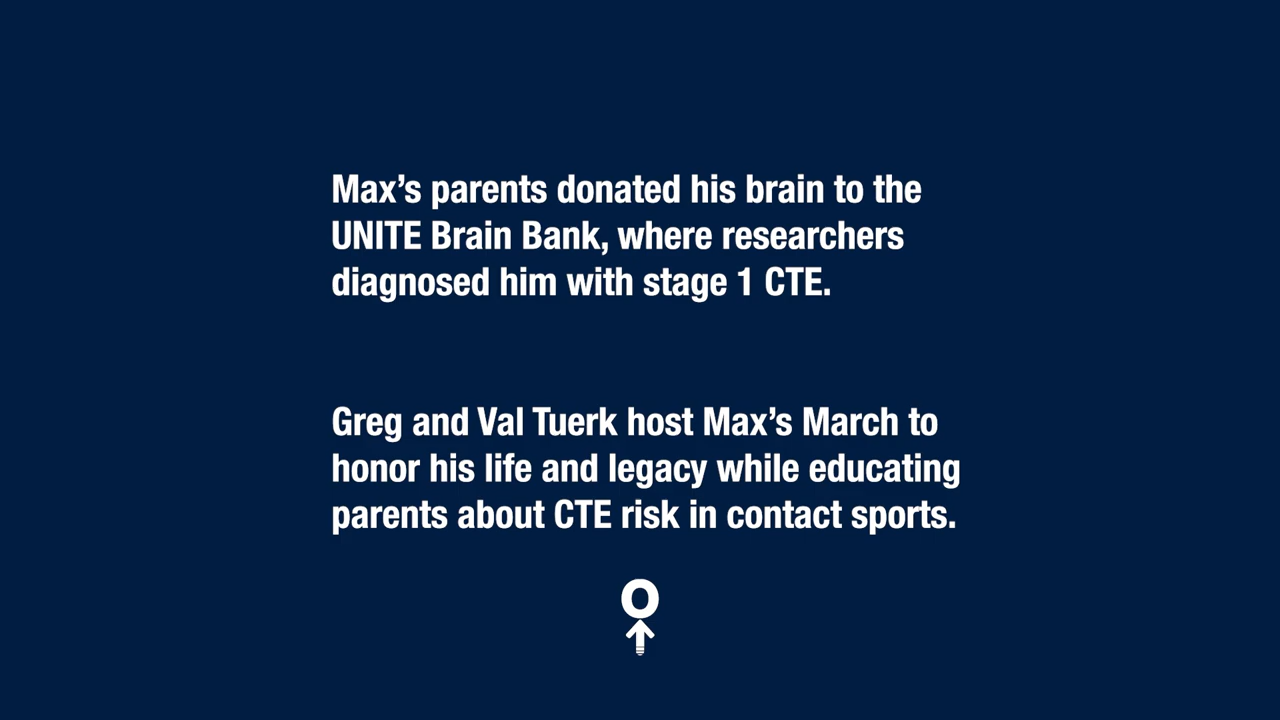 Max’s parents donated his brain to the
UNITE Brain Bank, where researchers
diagnosed him with stage 1 CTE.
Greg and Val Tuerk host Max’s March to
honor his life and legacy while educating
parents about CTE risk in contact sports.